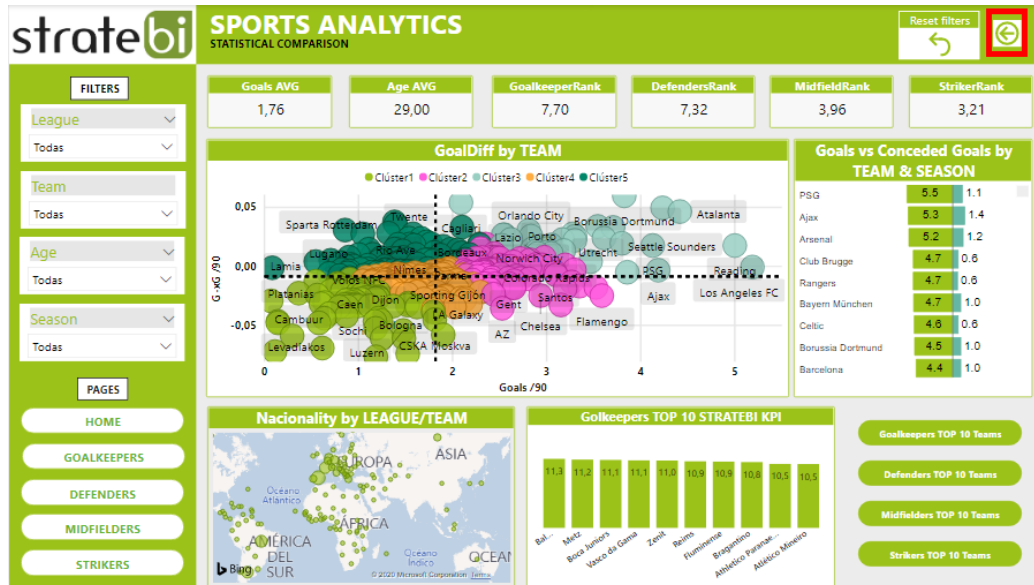 stratebi
SPORTS ANALYTICS
STATISTICAL COMPARISON
Reset filters
FILTERS
League
Todas
Team
Todas
Age
Todas
Season
Todas
PAGES
HOME
GOALKEEPERS
DEFENDERS
MIDFIELDERS
STRIKERS
Goals AVG
1,76
Age AVG
29,00
GoalkeeperRank
7,70
DefendersRank
7,32
MidfieldRank
3,96
StrikerRank
3,21
GoalDiff by TEAM
Clúster1 Clúster2 Clúster3 Clúster4 Clúster5
G -xG /90
0,05
0,00
-0,05
Sparta Rotterdam
Twente
Cagliari
Orlando City
Borussia Dortmund
Atalanta
Lazio
Porto
Lugano
Rio Ave
Bordeaux
Utrecht
Seattle Sounders
Norwich City
Lamia
Nimes
PSG
Reading
Volos NFC
Colorado Rapids
Platanias
Caen
Dijon
Sporting Gijón
Gent
Santos
Ajax
Los Angeles FC
Cambuur
Sochi
Bologna
LA Galaxy
AZ
Chelsea
Flamengo
Levadiakos
Luzern
CSKA Moskva
0 1 2 3 4 5
Goals /90
Goals vs Conceded Goals by
TEAM & SEASON
PSG 5.5 1.1
Ajax 5.3 1.4
Arsenal 5.2 1.2
Club Brugge 4.7 0.6
Rangers 4.7 0.6
Bayern München 4.7 1.0
Celtic 4.6 0.6
Borussia Dortmund 4.5 1.0
Barcelona 4.4 1.0
Nacionality by LEAGUE/TEAM
EUROPA
ASIA
Océano
Atlántico
ÁFRICA
AMÉRICA
DEL
SUR
Océano
Índico
OCEAN
Bing
© 2020 Microsoft Corporation Terms
Golkeepers TOP 10 STRATEBI KPI
11,3 11,2 11,1 11,1 11,0 10,9 10,9 10,8 10,5 10,5
Bal...
Metz
Boca Juniors
Vasco da Gama
Zenit
Reims
Fluminense
Bragantino
Athletico Paranae...
Atlético Mineiro
Goalkeepers TOP 10 Teams
Defenders TOP 10 Teams
Midfielders TOP 10 Teams
Strikers TOP 10 Teams